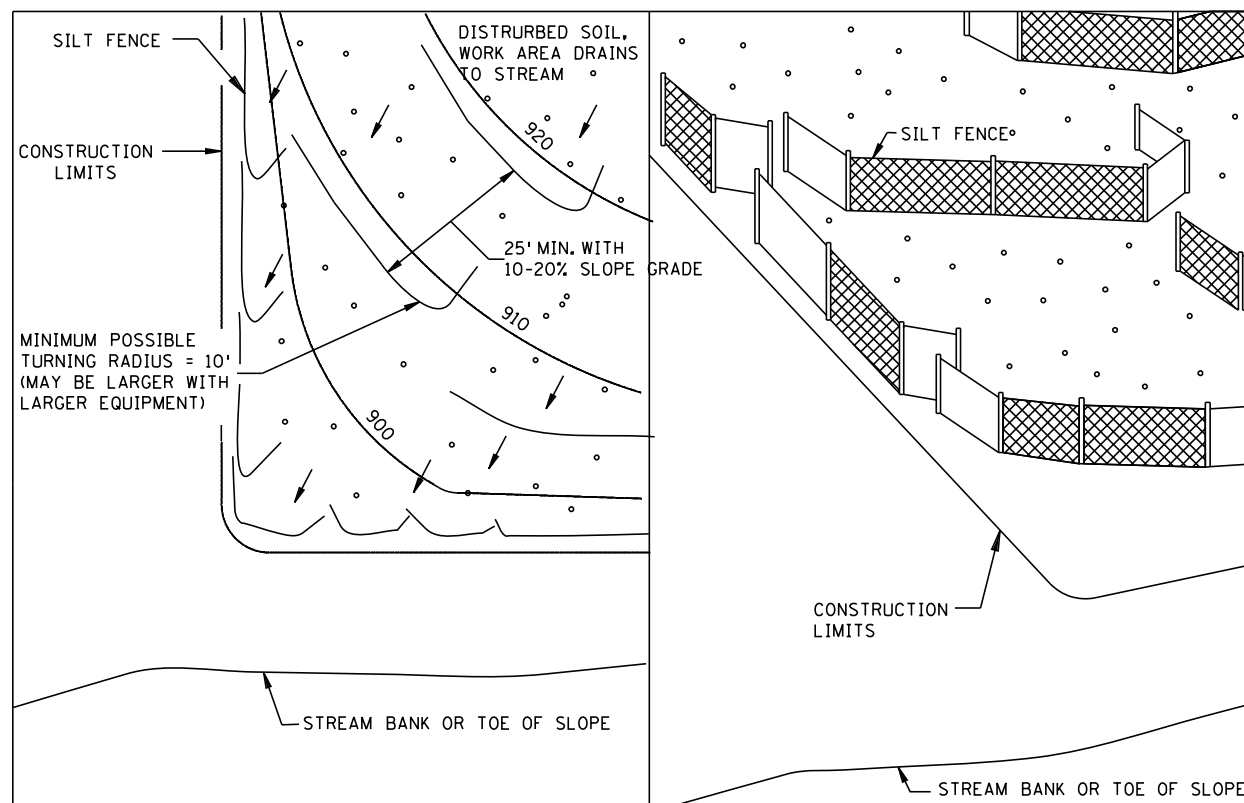 SILT FENCE
DISTRURBED SOIL,
WORK AREA DRAINS
TO STREAM
CONSTRUCTION
LIMITS
920
25' MIN. WITH
10-20% SLOPE GRADE
910
MINIMUM POSSIBLE
TURNING RADIUS = 10'
(MAY BE LARGER WITH
LARGER EQUIPMENT)
900
STREAM BANK OR TOE OF SLOPE
SILT FENCE
CONSTRUCTION
LIMITS
STREAM BANK OR TOE OF SLOPE